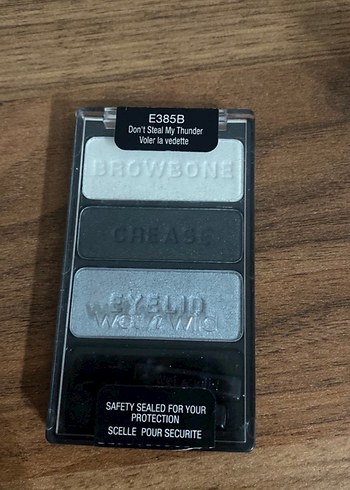 E385B
Don't Steal My Thunder
Voler la vedette
BROWBONE
CREASE
EYELID
wet n wild
SAFETY SEALED FOR YOUR
PROTECTION
SCELLE POUR SECURITE